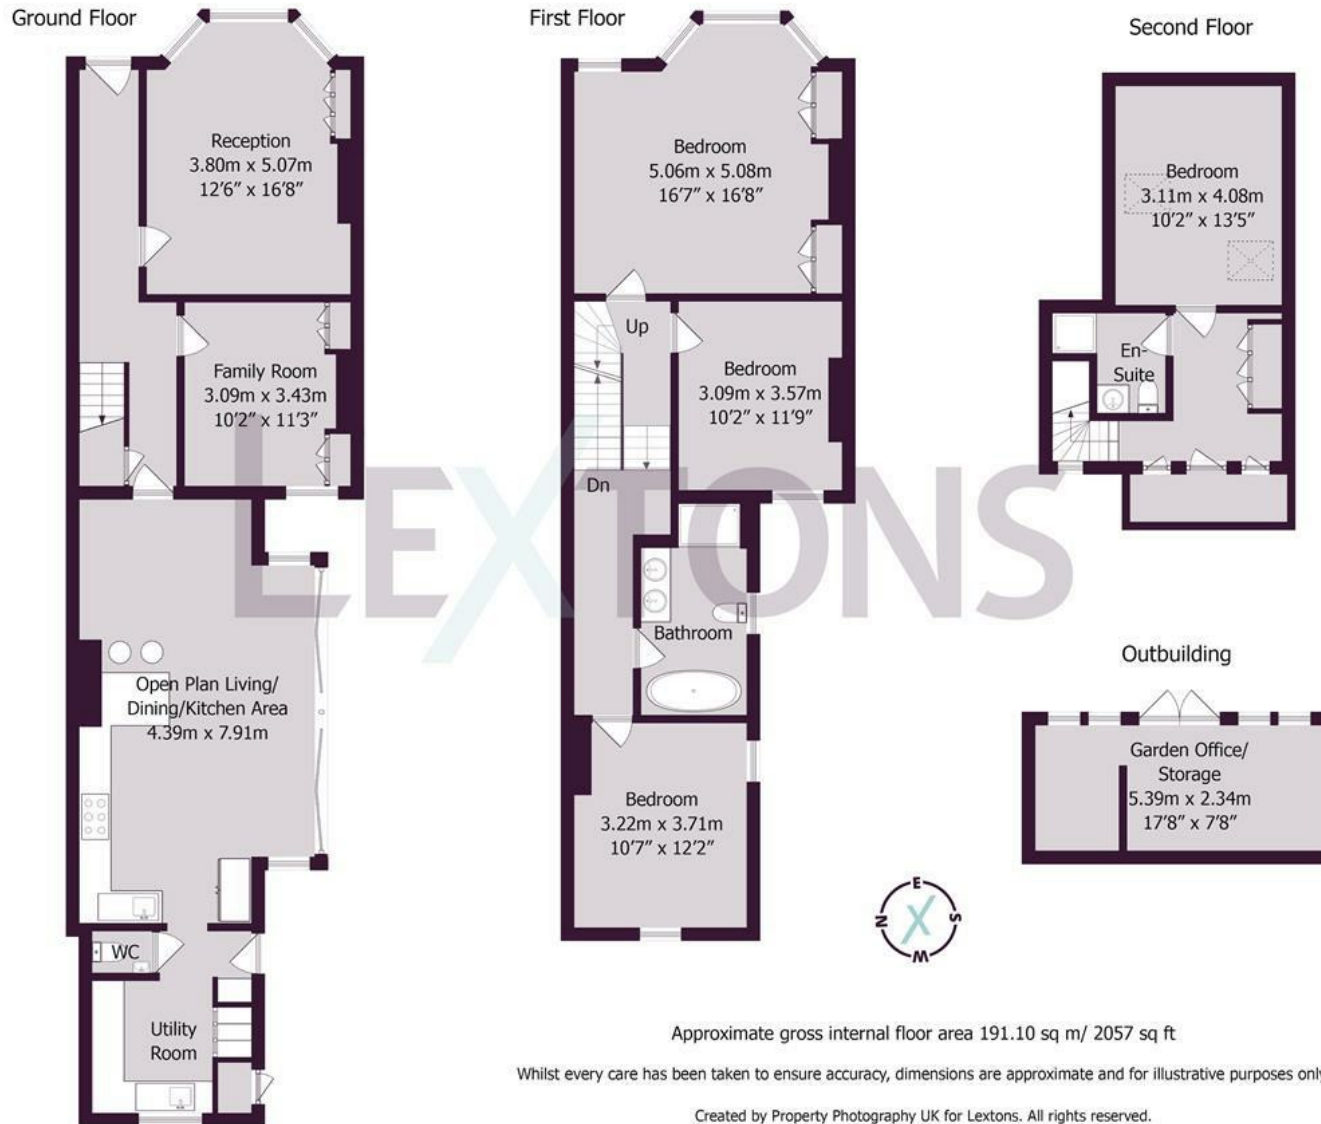 Ground Floor
Reception
3.80m x 5.07m
12'6" x 16'8"
Family Room
3.09m x 3.43m
10'2" x 11'3"
Open Plan Living/
Dining/Kitchen Area
4.39m x 7.91m
WC
Utility
Room
First Floor
Bedroom
5.06m x 5.08m
16'7" x 16'8"
Up
Bedroom
3.09m x 3.57m
10'2" x 11'9"
Dn
Bathroom
Bedroom
3.22m x 3.71m
10'7" x 12'2"
Second Floor
Bedroom
3.11m x 4.08m
10'2" x 13'5"
En-
Suite
Outbuilding
Garden Office/
Storage
5.39m x 2.34m
17'8" x 7'8"
LEXTONS
E
N X S
W
Approximate gross internal floor area 191.10 sq m/ 2057 sq ft
Whilst every care has been taken to ensure accuracy, dimensions are approximate and for illustrative purposes only
Created by Property Photography UK for Lextons. All rights reserved.